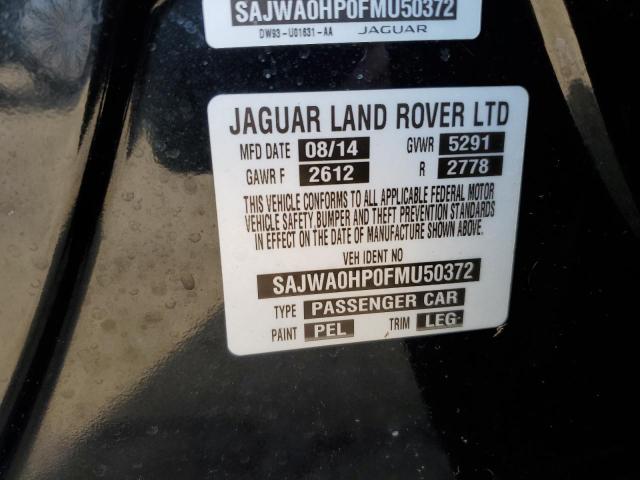 SAJWA0HP0FMU50372
DW93-U01631-AA JAGUAR
JAGUAR LAND ROVER LTD
MFD DATE 08/14 GVWR 5291
GAWR F 2612 R 2778
THIS VEHICLE CONFORMS TO ALL APPLICABLE FEDERAL MOTOR
VEHICLE SAFETY BUMPER AND THEFT PREVENTION STANDARDS
IN EFFECT ON THE DATE OF MANUFACTURE SHOWN ABOVE.
VEH IDENT NO
SAJWA0HP0FMU50372
TYPE PASSENGER CAR
PAINT PEL TRIM LEG